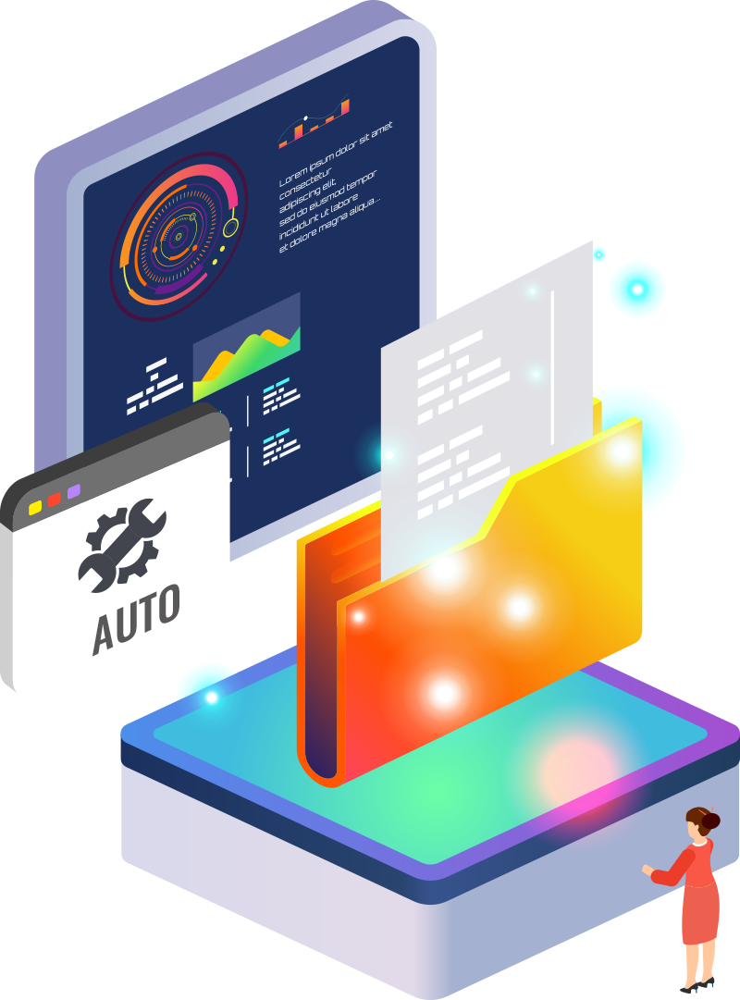 Lorem ipsum dolor sit amet
consectetur
adipiscing elit
sed do eiusmod tempor
incididunt ut labore
et dolore magna aliqua...
AUTO